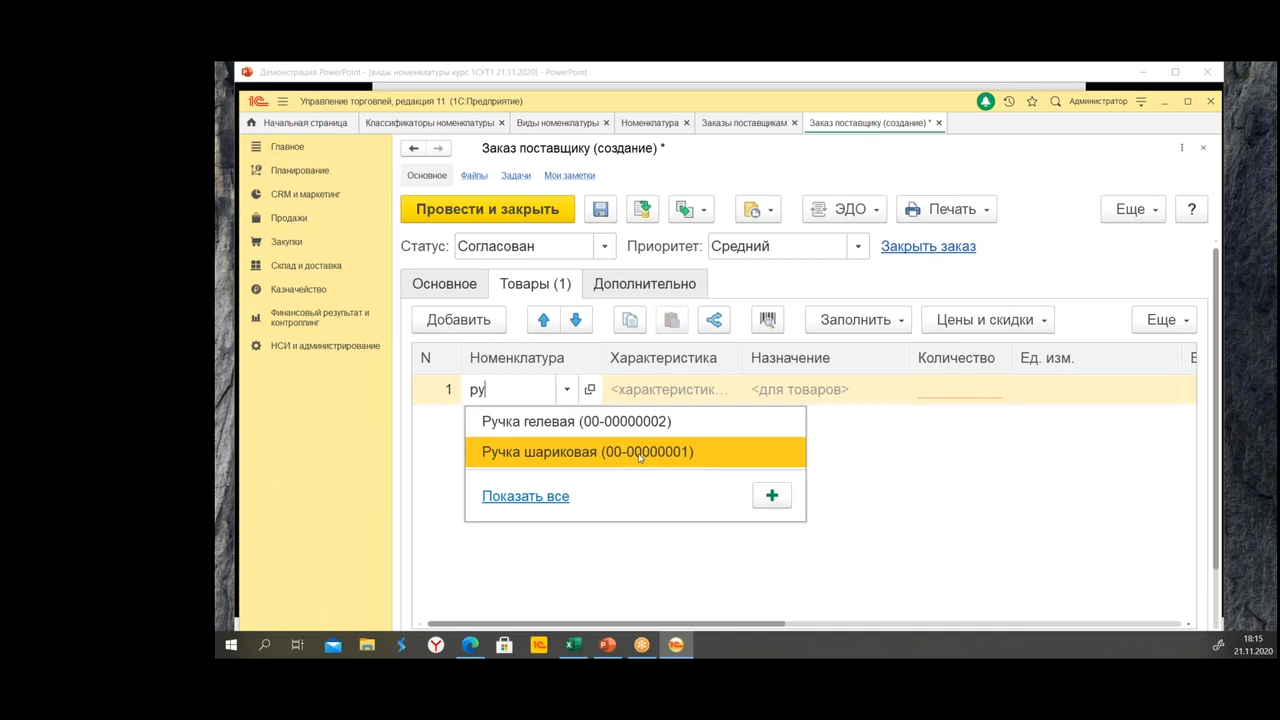 Демонстрация PowerPoint - [виды номенклатуры курс 1СУТ1 21.11.2020] - PowerPoint
Управление торговлей, редакция 11 (1С:Предприятие)
Администратор
Начальная страница
Классификаторы номенклатуры
Виды номенклатуры
Номенклатура
Заказы поставщикам
Заказ поставщику (создание) *
Главное
Планирование
CRM и маркетинг
Продажи
Закупки
Склад и доставка
Казначейство
Финансовый результат и
контроллинг
НСИ и администрирование
Заказ поставщику (создание) *
Основное Файлы Задачи Мои заметки
Провести и закрыть ЭДО Печать Еще ?
Статус: Согласован Приоритет: Средний Закрыть заказ
Основное Товары (1) Дополнительно
Добавить Заполнить Цены и скидки Еще
N Номенклатура Характеристика Назначение Количество Ед. изм.
1 ру <характеристик... <для товаров>
Ручка гелевая (00-00000002)
Ручка шариковая (00-00000001)
Показать все
18:15
21.11.2020